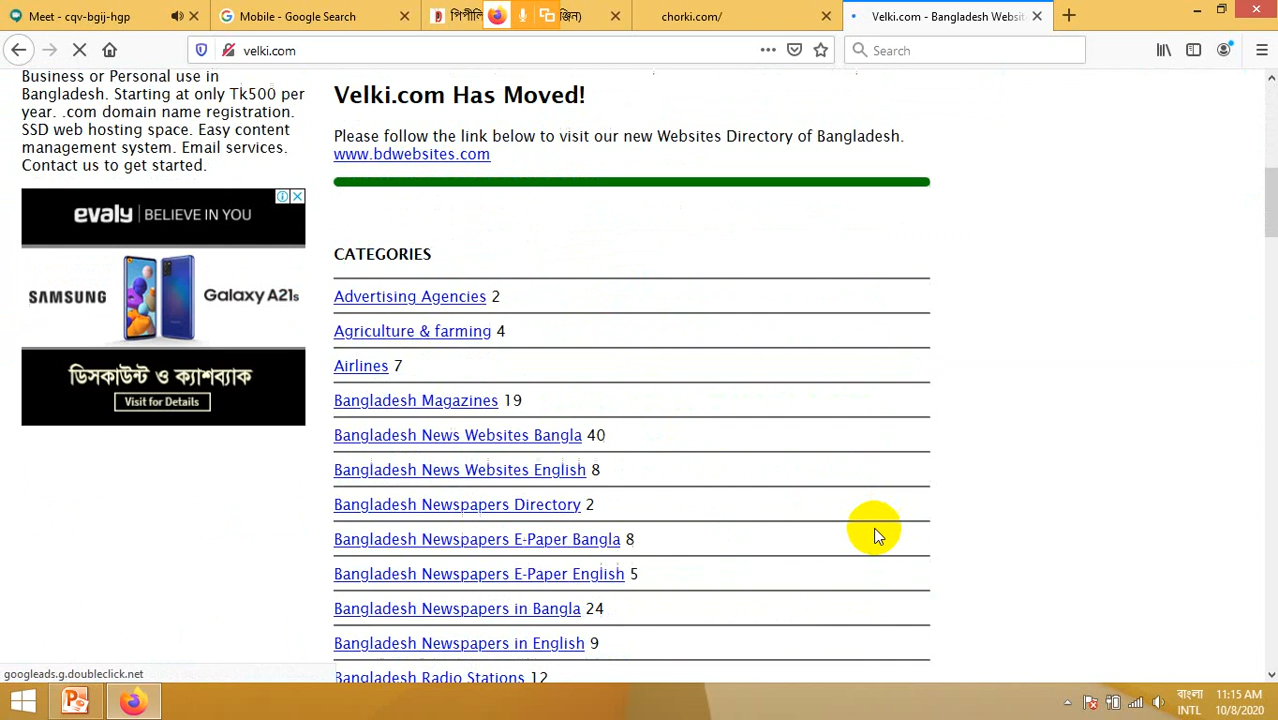 Meet - cqv-bgij-hgp
Mobile - Google Search
chorki.com/
Velki.com - Bangladesh Websit
velki.com
Search
Business or Personal use in
Bangladesh. Starting at only Tk500 per
year. .com domain name registration.
SSD web hosting space. Easy content
management system. Email services.
Contact us to get started.
evaly | BELIEVE IN YOU
SAMSUNG
Galaxy A21s
ডিসকাউন্ট ও ক্যাশব্যাক
Visit for Details
Velki.com Has Moved!
Please follow the link below to visit our new Websites Directory of Bangladesh.
www.bdwebsites.com
CATEGORIES
Advertising Agencies 2
Agriculture & farming 4
Airlines 7
Bangladesh Magazines 19
Bangladesh News Websites Bangla 40
Bangladesh News Websites English 8
Bangladesh Newspapers Directory 2
Bangladesh Newspapers E-Paper Bangla 8
Bangladesh Newspapers E-Paper English 5
Bangladesh Newspapers in Bangla 24
Bangladesh Newspapers in English 9
Bangladesh Radio Stations 12
googleads.g.doubleclick.net
বাংলা
INTL
11:15 AM
10/8/2020